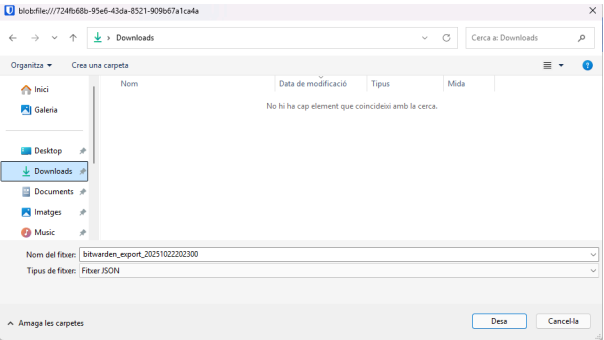 blob:file:///724fb68b-95e6-43da-8521-909b67a1ca4a
Downloads
Cerca a: Downloads
Organitza
Crea una carpeta
Inici
Galeria
Desktop
Downloads
Documents
Imatges
Music
Nom
Data de modificació
Tipus
Mida
No hi ha cap element que coincideixi amb la cerca.
Nom del fitxer: bitwarden_export_20251022202300
Tipus de fitxer: Fitxer JSON
Amaga les carpetes
Desa
Cancel·la